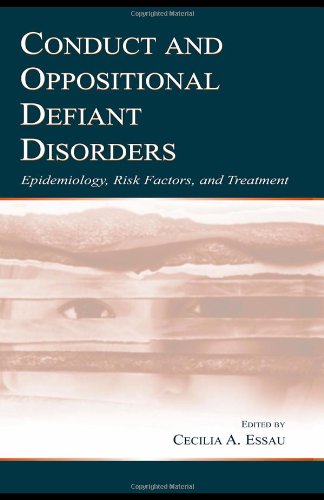 CONDUCT AND
OPPOSITIONAL
DEFIANT
DISORDERS
Epidemiology, Risk Factors, and Treatment
EDITED BY
CECILIA A. ESSAU